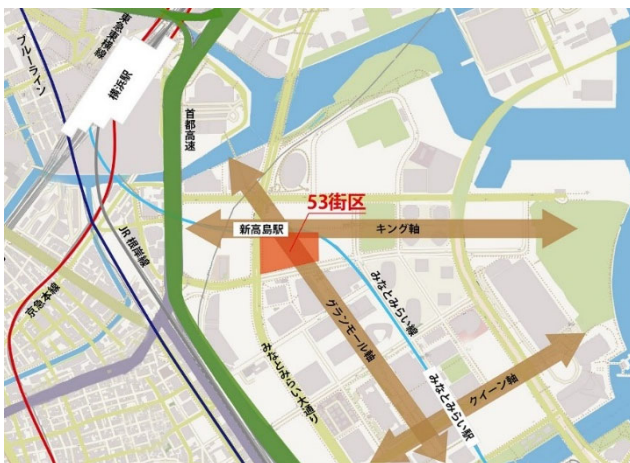 東急東横線
ブルーライン
横浜駅
首都高速
53街区
新高島駅
キング軸
JR根岸線
京急本線
みなとみらい線
グランモール軸
みなとみらい大通り
クイーン軸
みなとみらい駅